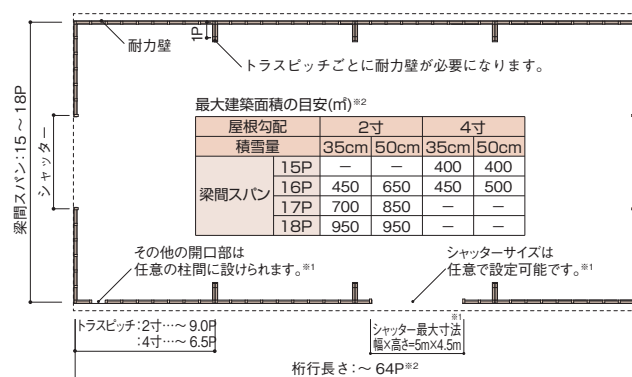 耐力壁
1P
トラスピッチごとに耐力壁が必要になります。
梁間スパン:15～18P
シャッター
最大建築面積の目安(㎡)※2
屋根勾配 2寸 4寸
積雪量 35cm 50cm 35cm 50cm
梁間スパン
15P － － 400 400
16P 450 650 450 500
17P 700 850 － －
18P 950 950 － －
その他の開口部は
任意の柱間に設けられます。※1
シャッターサイズは
任意で設定可能です。※1
トラスピッチ:2寸…～ 9.0P
:4寸…～ 6.5P
※1
シャッター最大寸法
幅×高さ=5m×4.5m
桁行長さ:～ 64P※2